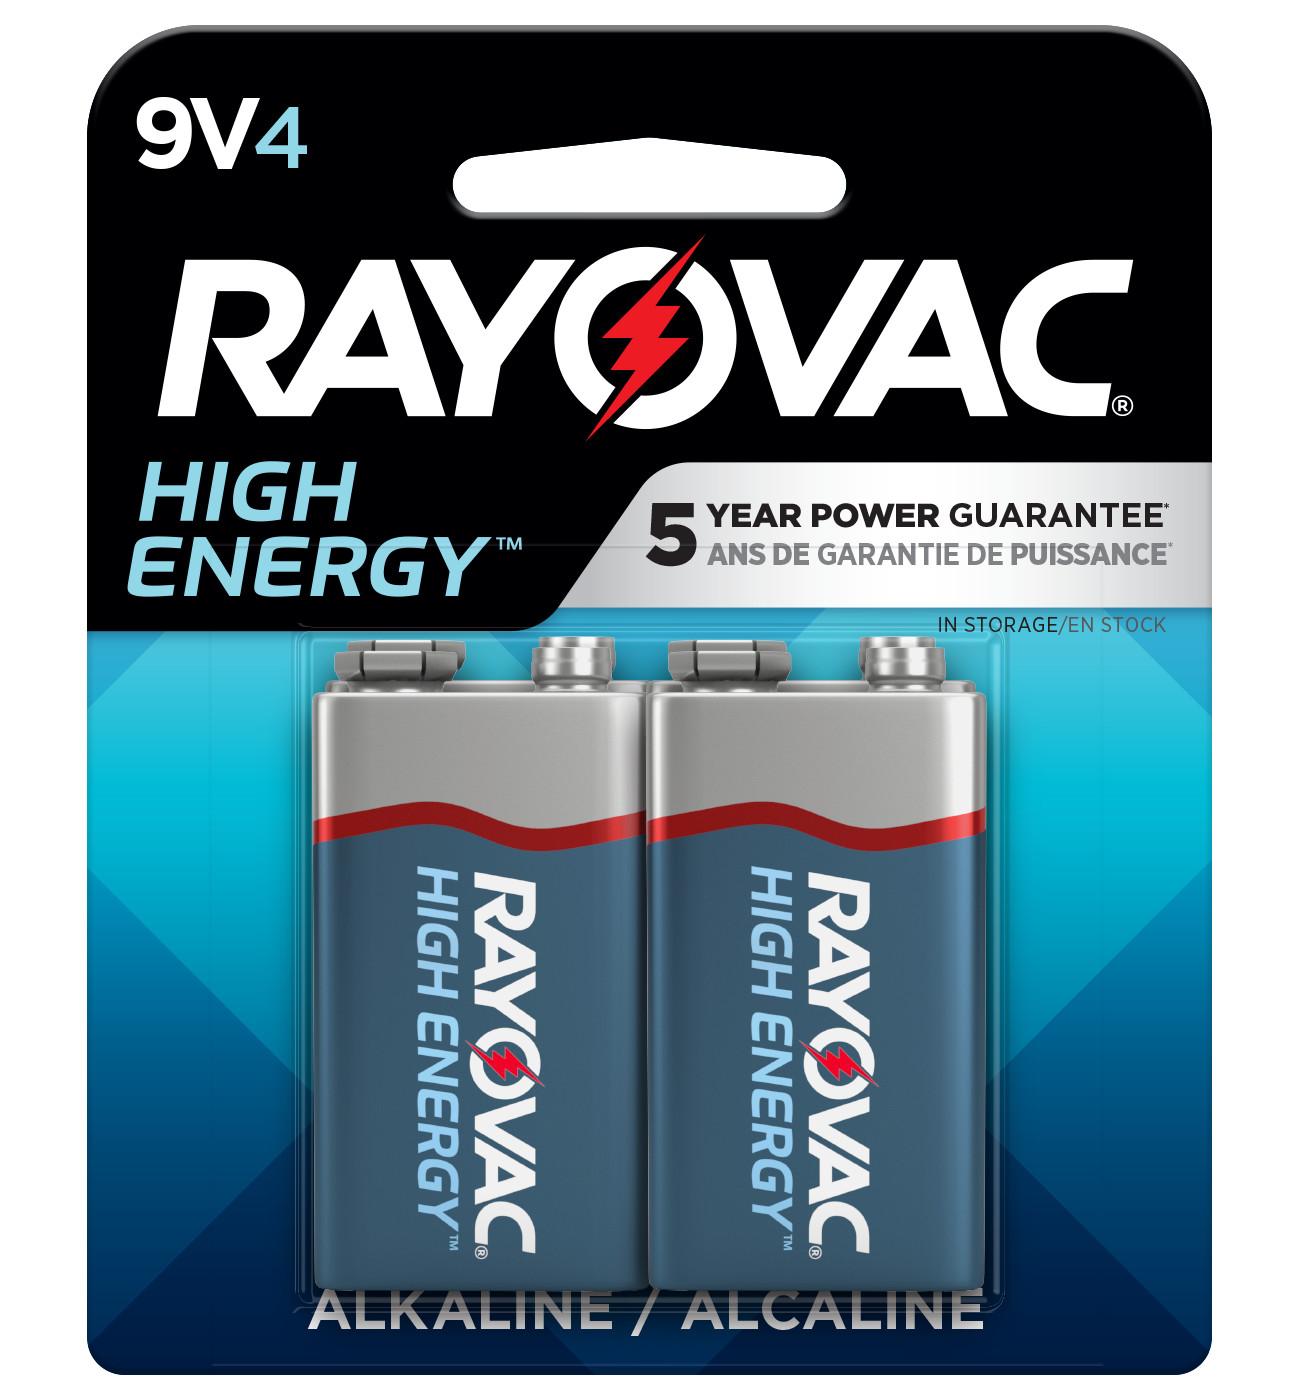 9V4
RAYOVAC®
HIGH
ENERGY™
5 YEAR POWER GUARANTEE*
ANS DE GARANTIE DE PUISSANCE*
IN STORAGE/EN STOCK
RAYOVAC®
HIGH ENERGY™
RAYOVAC®
HIGH ENERGY™
ALKALINE / ALCALINE